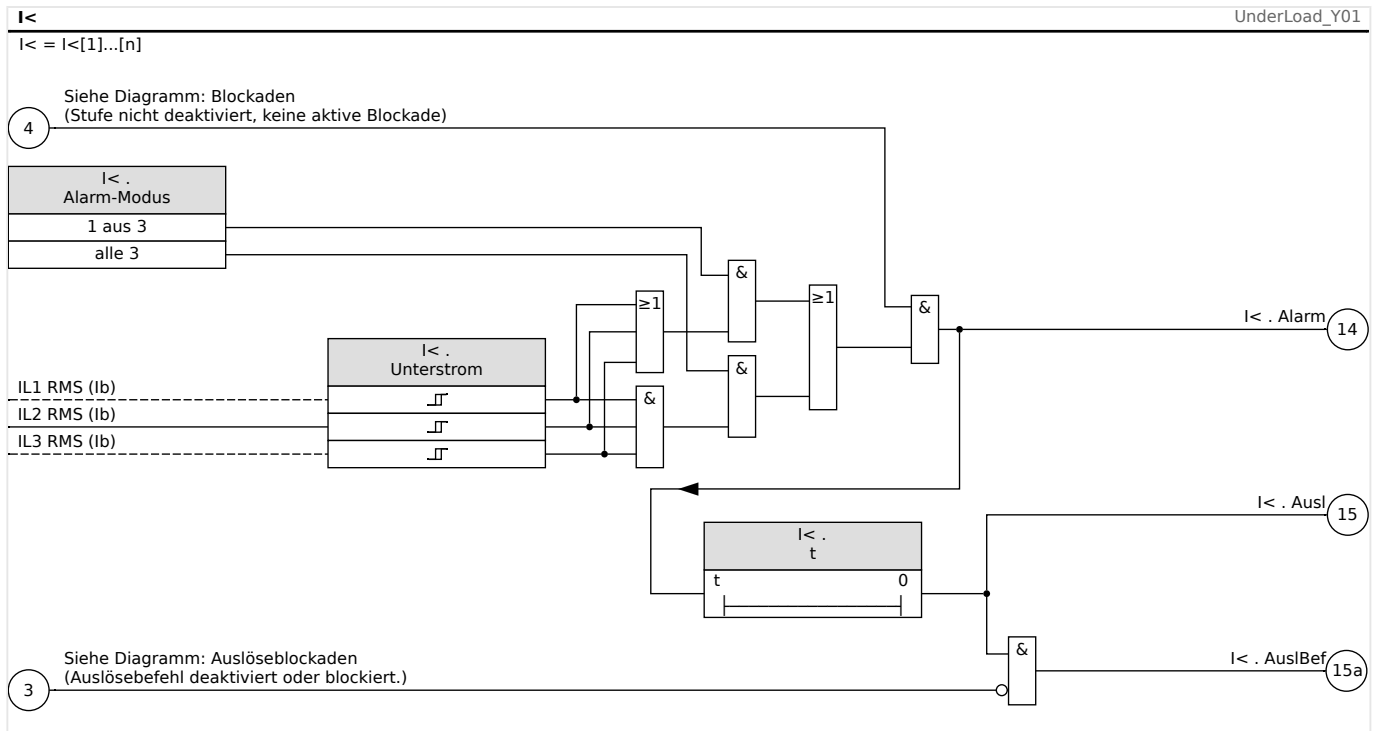 I<
UnderLoad_Y01
I< = I<[1]...[n]
Siehe Diagramm: Blockaden
(Stufe nicht deaktiviert, keine aktive Blockade)
4
I< .
Alarm-Modus
1 aus 3
alle 3
&
≥1
≥1
&
I< . Alarm
14
I< .
Unterstrom
&
IL1 RMS (Ib)
&
IL2 RMS (Ib)
IL3 RMS (Ib)
I< . Ausl
15
I< .
t
t
0
Siehe Diagramm: Auslöseblockaden
(Auslösebefehl deaktiviert oder blockiert.)
3
&
I< . AuslBef
15a